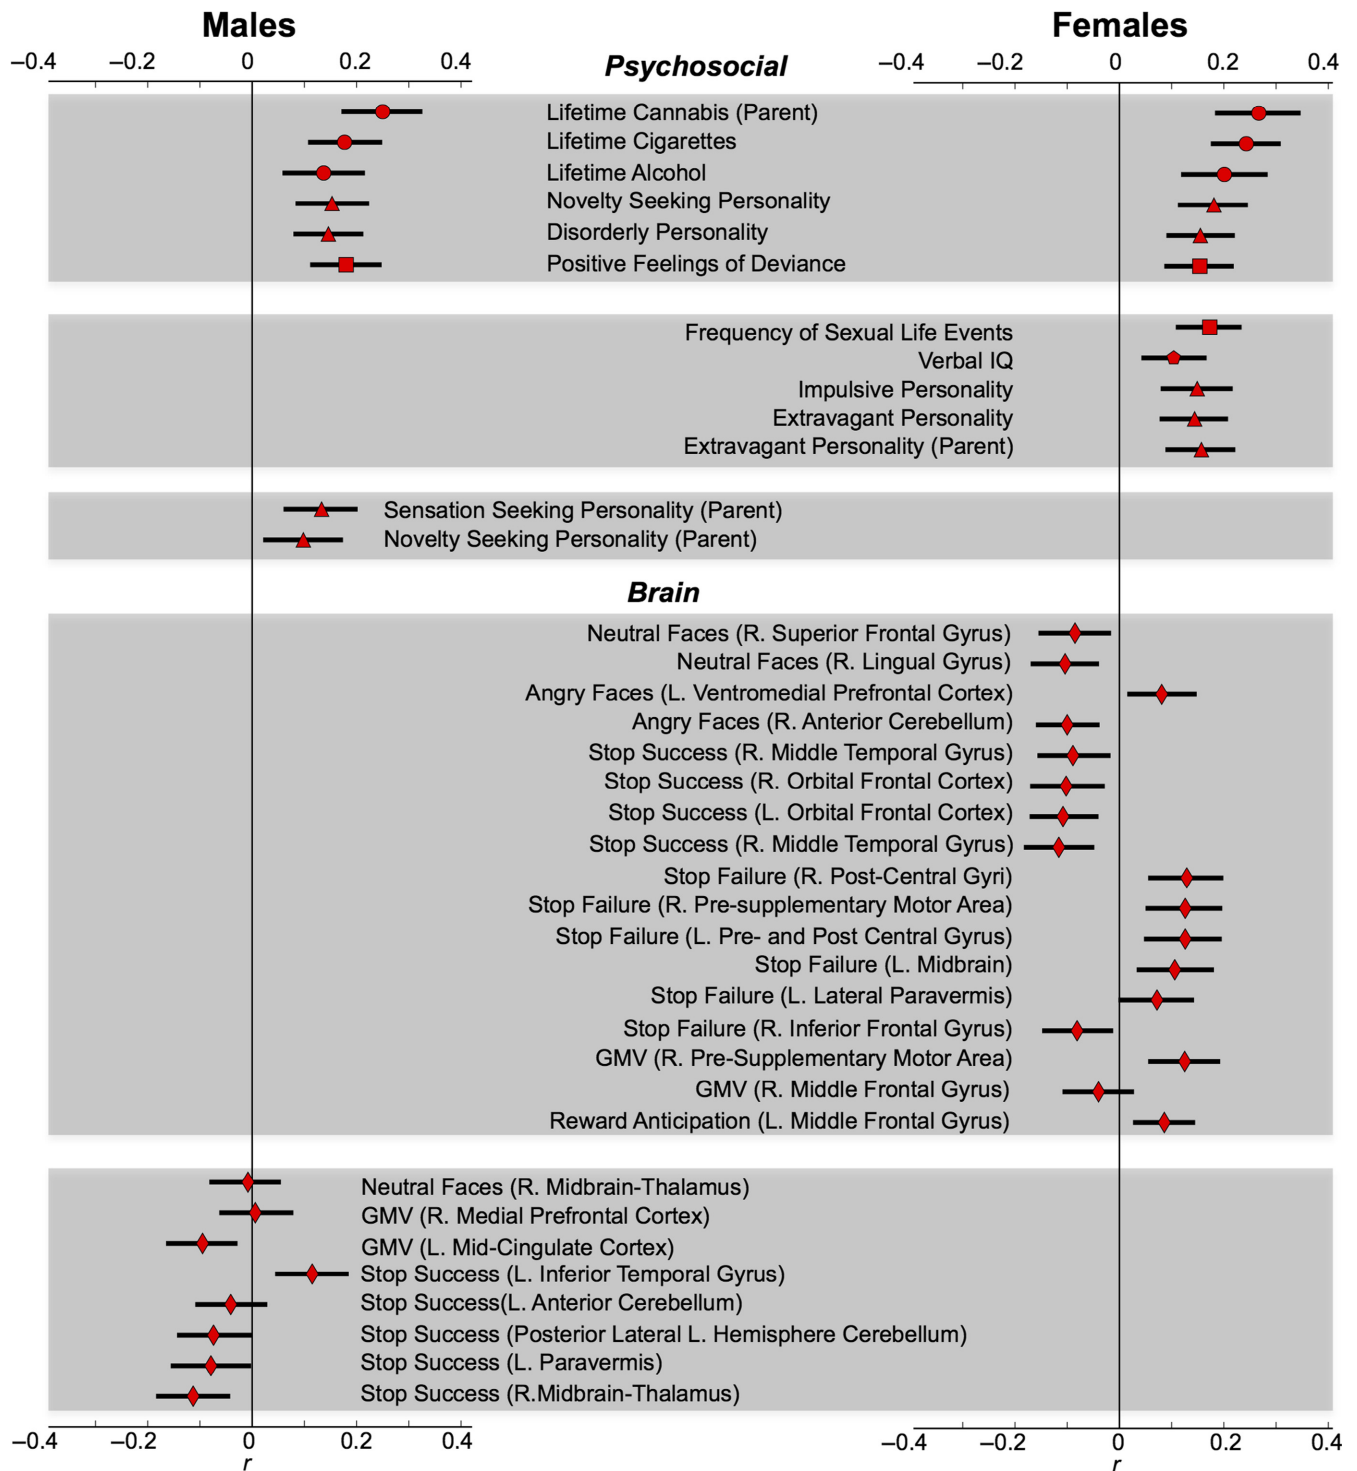 Males
Females
–0.4 –0.2 0 0.2 0.4
Psychosocial
–0.4 –0.2 0 0.2 0.4
Lifetime Cannabis (Parent)
Lifetime Cigarettes
Lifetime Alcohol
Novelty Seeking Personality
Disorderly Personality
Positive Feelings of Deviance
Frequency of Sexual Life Events
Verbal IQ
Impulsive Personality
Extravagant Personality
Extravagant Personality (Parent)
Sensation Seeking Personality (Parent)
Novelty Seeking Personality (Parent)
Brain
Neutral Faces (R. Superior Frontal Gyrus)
Neutral Faces (R. Lingual Gyrus)
Angry Faces (L. Ventromedial Prefrontal Cortex)
Angry Faces (R. Anterior Cerebellum)
Stop Success (R. Middle Temporal Gyrus)
Stop Success (R. Orbital Frontal Cortex)
Stop Success (L. Orbital Frontal Cortex)
Stop Success (R. Middle Temporal Gyrus)
Stop Failure (R. Post-Central Gyri)
Stop Failure (R. Pre-supplementary Motor Area)
Stop Failure (L. Pre- and Post Central Gyrus)
Stop Failure (L. Midbrain)
Stop Failure (L. Lateral Paravermis)
Stop Failure (R. Inferior Frontal Gyrus)
GMV (R. Pre-Supplementary Motor Area)
GMV (R. Middle Frontal Gyrus)
Reward Anticipation (L. Middle Frontal Gyrus)
Neutral Faces (R. Midbrain-Thalamus)
GMV (R. Medial Prefrontal Cortex)
GMV (L. Mid-Cingulate Cortex)
Stop Success (L. Inferior Temporal Gyrus)
Stop Success(L. Anterior Cerebellum)
Stop Success (Posterior Lateral L. Hemisphere Cerebellum)
Stop Success (L. Paravermis)
Stop Success (R.Midbrain-Thalamus)
–0.4 –0.2 0 0.2 0.4
r
–0.4 –0.2 0 0.2 0.4
r